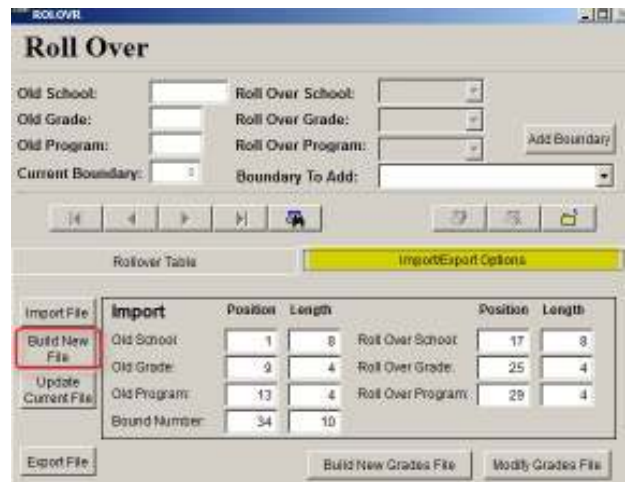 ROLOVR
Roll Over
Old School: Roll Over School:
Old Grade: Roll Over Grade:
Old Program: Roll Over Program: Add Boundary
Current Boundary: Boundary To Add:
Rollover Table Import/Export Options
Import File Import Position Length Position Length
Build New File Old School: 1 8 Roll Over School: 17 8
Old Grade: 9 4 Roll Over Grade: 25 4
Update Current File Old Program: 13 4 Roll Over Program: 29 4
Bound Number: 34 10
Export File Build New Grades File Modify Grades File